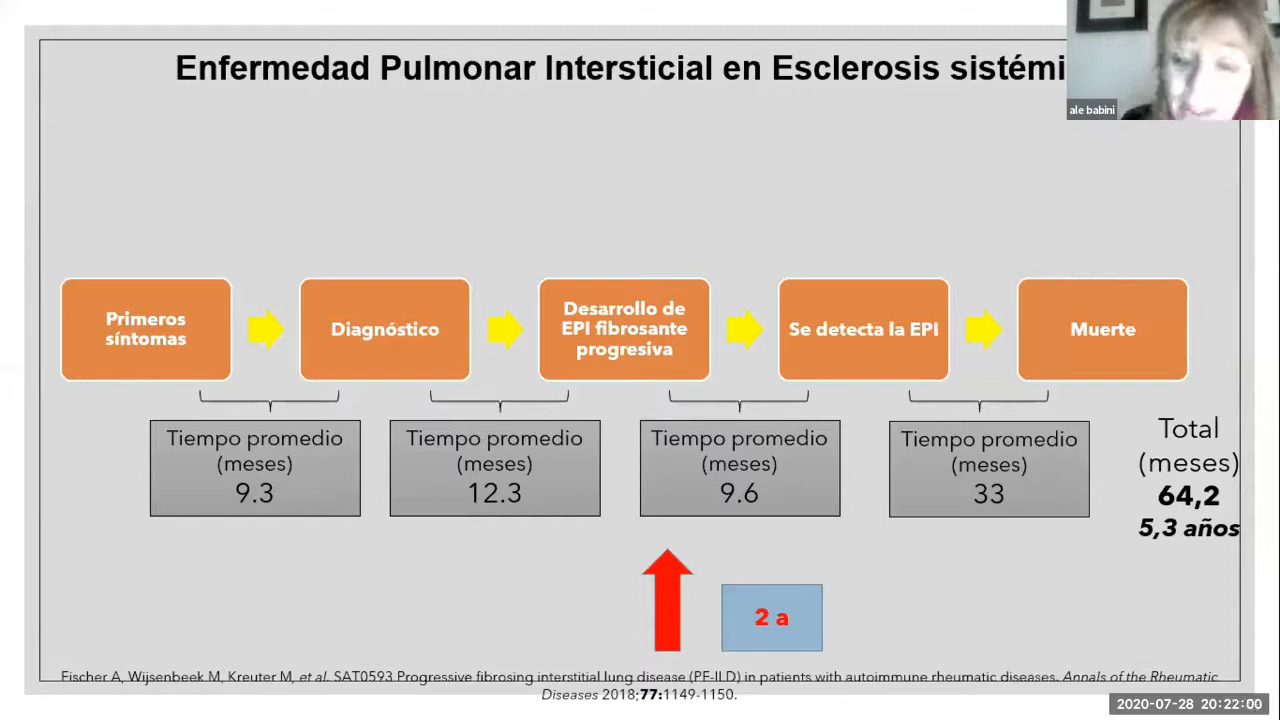 Enfermedad Pulmonar Intersticial en Esclerosis sistémi
ale babini
Primeros
síntomas
Diagnóstico
Desarrollo de
EPI fibrosante
progresiva
Se detecta la EPI
Muerte
Tiempo promedio
(meses)
9.3
Tiempo promedio
(meses)
12.3
Tiempo promedio
(meses)
9.6
Tiempo promedio
(meses)
33
Total
(meses)
64,2
5,3 años
2 a
Fischer A, Wijsenbeek M, Kreuter M, et al. SAT0593 Progressive fibrosing interstitial lung disease (PF-ILD) in patients with autoimmune rheumatic diseases. Annals of the Rheumatic
Diseases 2018;77:1149-1150.
2020-07-28 20:22:00